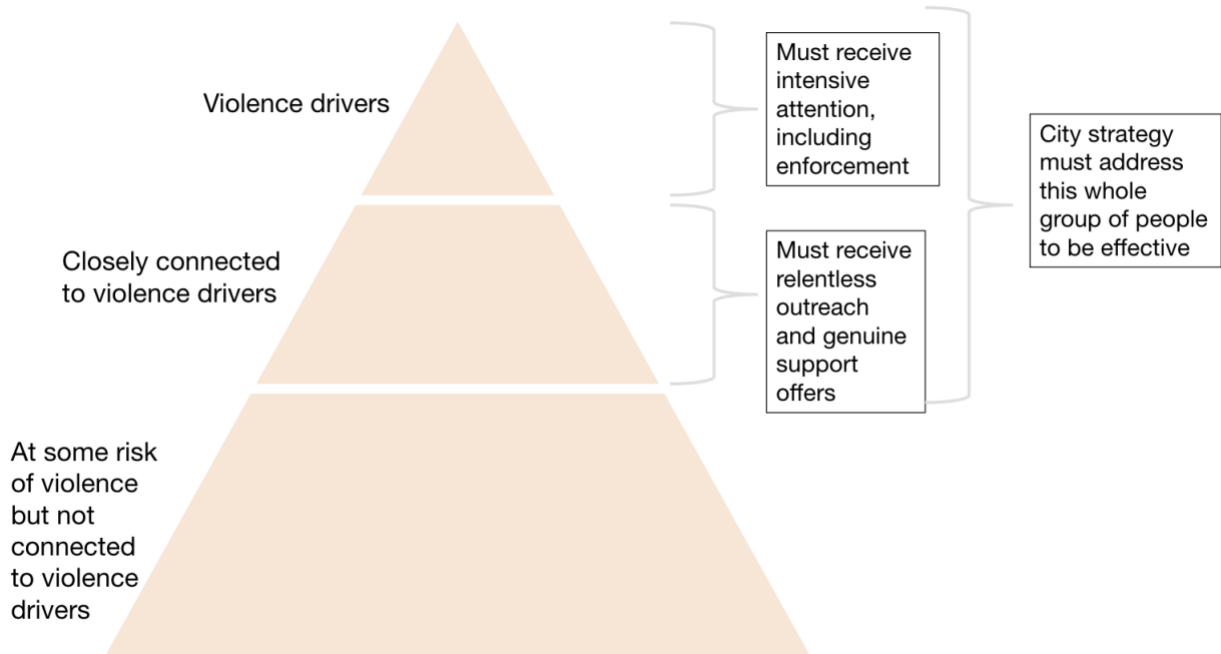 Violence drivers
Closely connected
to violence drivers
At some risk
of violence
but not
connected
to violence
drivers
Must receive
intensive
attention,
including
enforcement
Must receive
relentless
outreach
and genuine
support
offers
City strategy
must address
this whole
group of people
to be effective